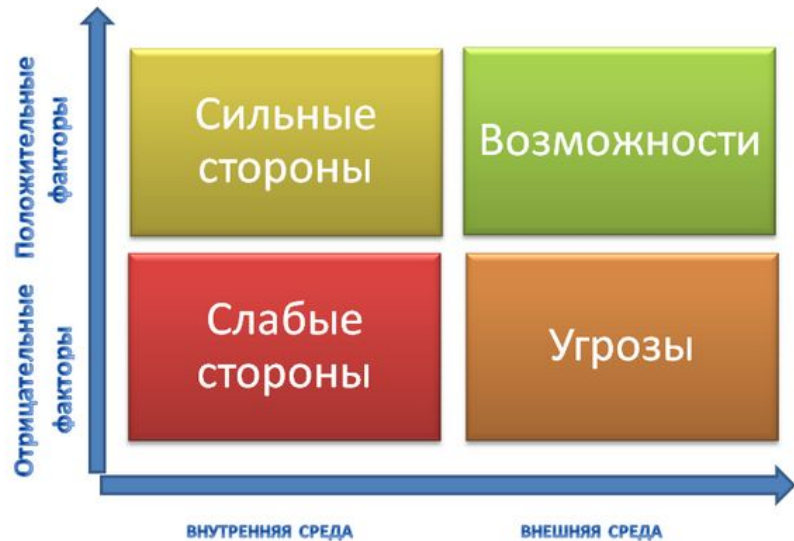 Положительные
факторы
Сильные
стороны
Возможности
Отрицательные
факторы
Слабые
стороны
Угрозы
ВНУТРЕННЯЯ СРЕДА
ВНЕШНЯЯ СРЕДА